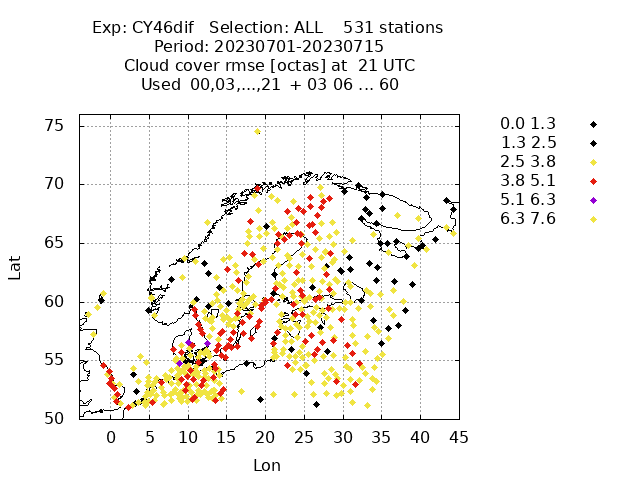 Exp: CY46dif   Selection: ALL    531 stations
Period: 20230701-20230715
Cloud cover rmse [octas] at  21 UTC
Used  00,03,...,21  + 03 06 ... 60
75
70
65
60
55
50
Lat
0 5 10 15 20 25 30 35 40 45
Lon
0.0 1.3
1.3 2.5
2.5 3.8
3.8 5.1
5.1 6.3
6.3 7.6